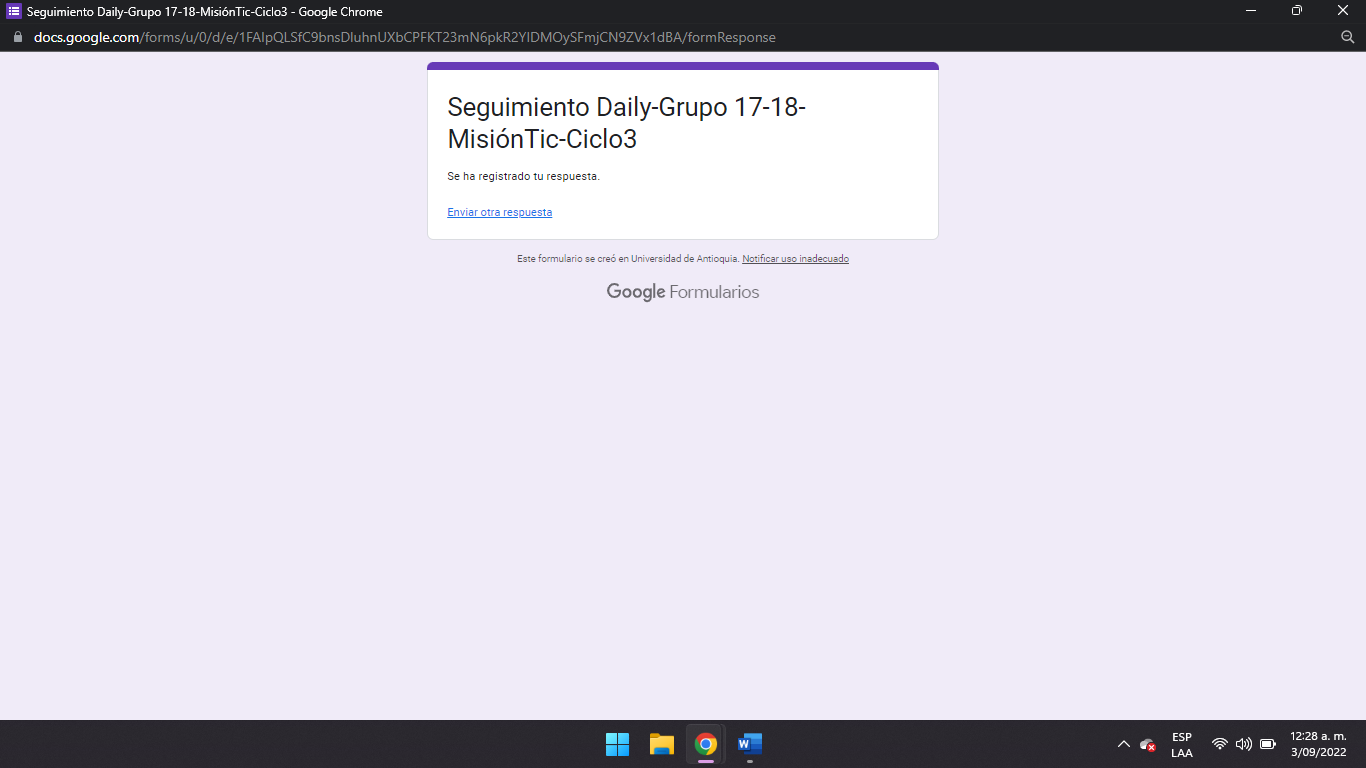 Seguimiento Daily-Grupo 17-18-MisiónTic-Ciclo3 - Google Chrome
docs.google.com/forms/u/0/d/e/1FAIpQLSfC9bnsDluhnUXbCPFKT23mN6pkR2YIDMOySFmjCN9ZVx1dBA/formResponse
Seguimiento Daily-Grupo 17-18-
MisiónTic-Ciclo3
Se ha registrado tu respuesta.
Enviar otra respuesta
Este formulario se creó en Universidad de Antioquia. Notificar uso inadecuado
Google Formularios
W
ESP
LAA
12:28 a. m.
3/09/2022